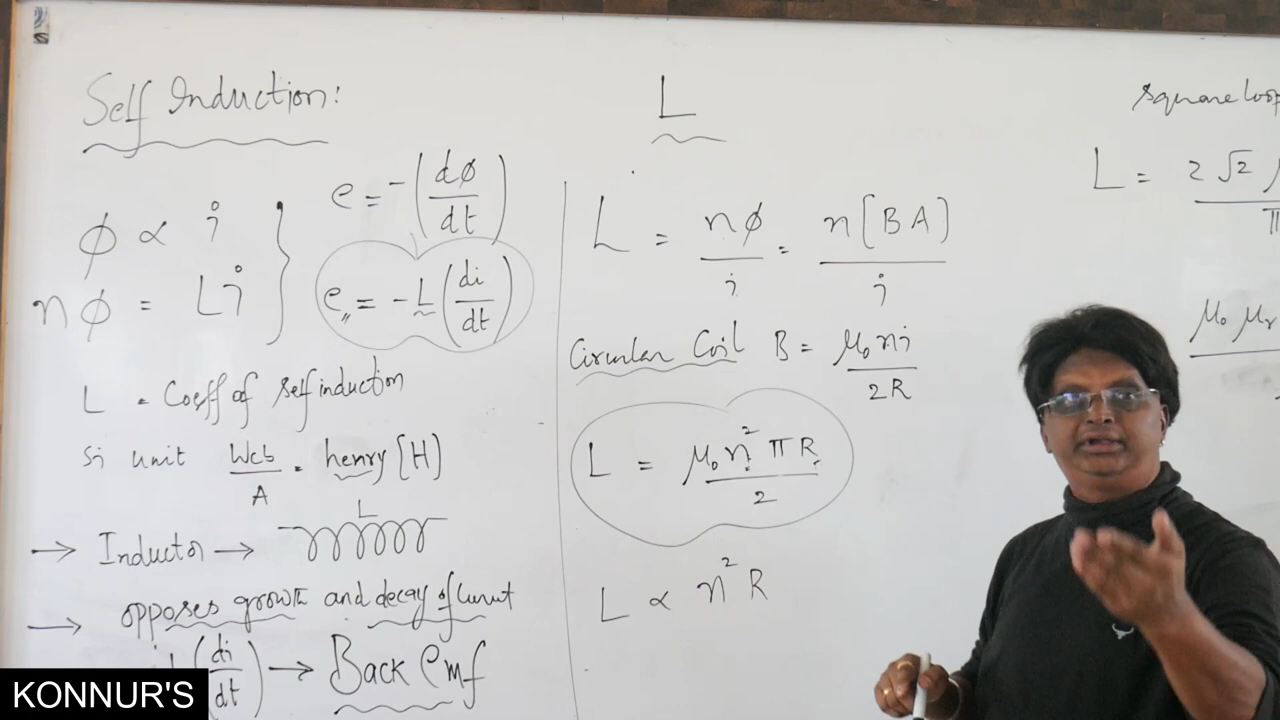 Self Induction:
φ ∝ i
nφ = Li
e = -(dφ/dt)
e = -L(di/dt)
L = Coeff of self induction
Si unit Web/A = henry [H]
→ Inductor →
L
→ opposes growth and decay of
(di/dt) → Back emf
L
L = nφ/i = n[BA]/i
Circular Coil B = μ₀ni/2R
L = μ₀n²πR/2
L ∝ n²R
square loop
L = 2√2 μ
π
μ₀ μr
KONNUR'S